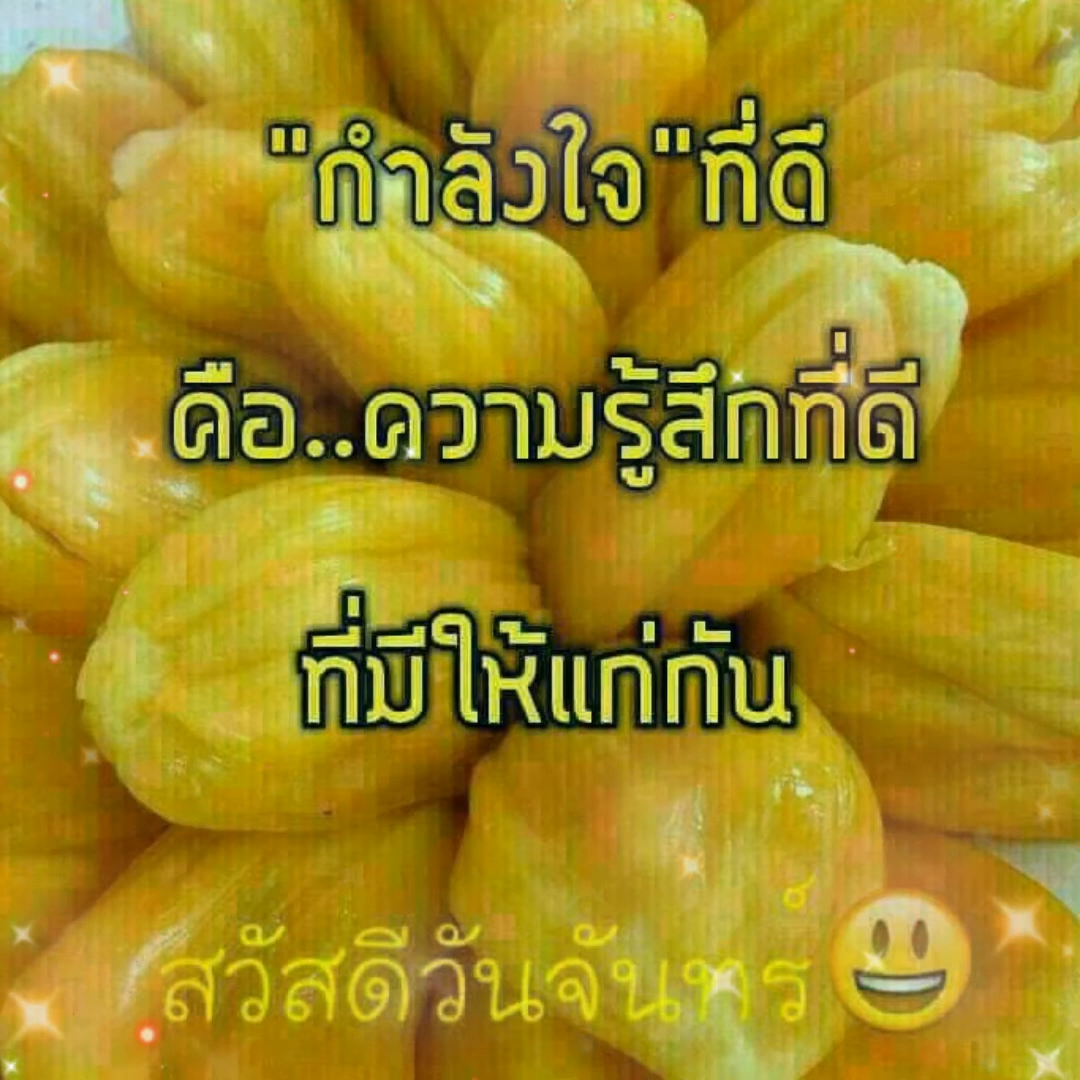 "กำลังใจ"ที่ดี
คือ..ความรู้สึกที่ดี
ที่มีให้แก่กัน
สวัสดีวันจันทร์